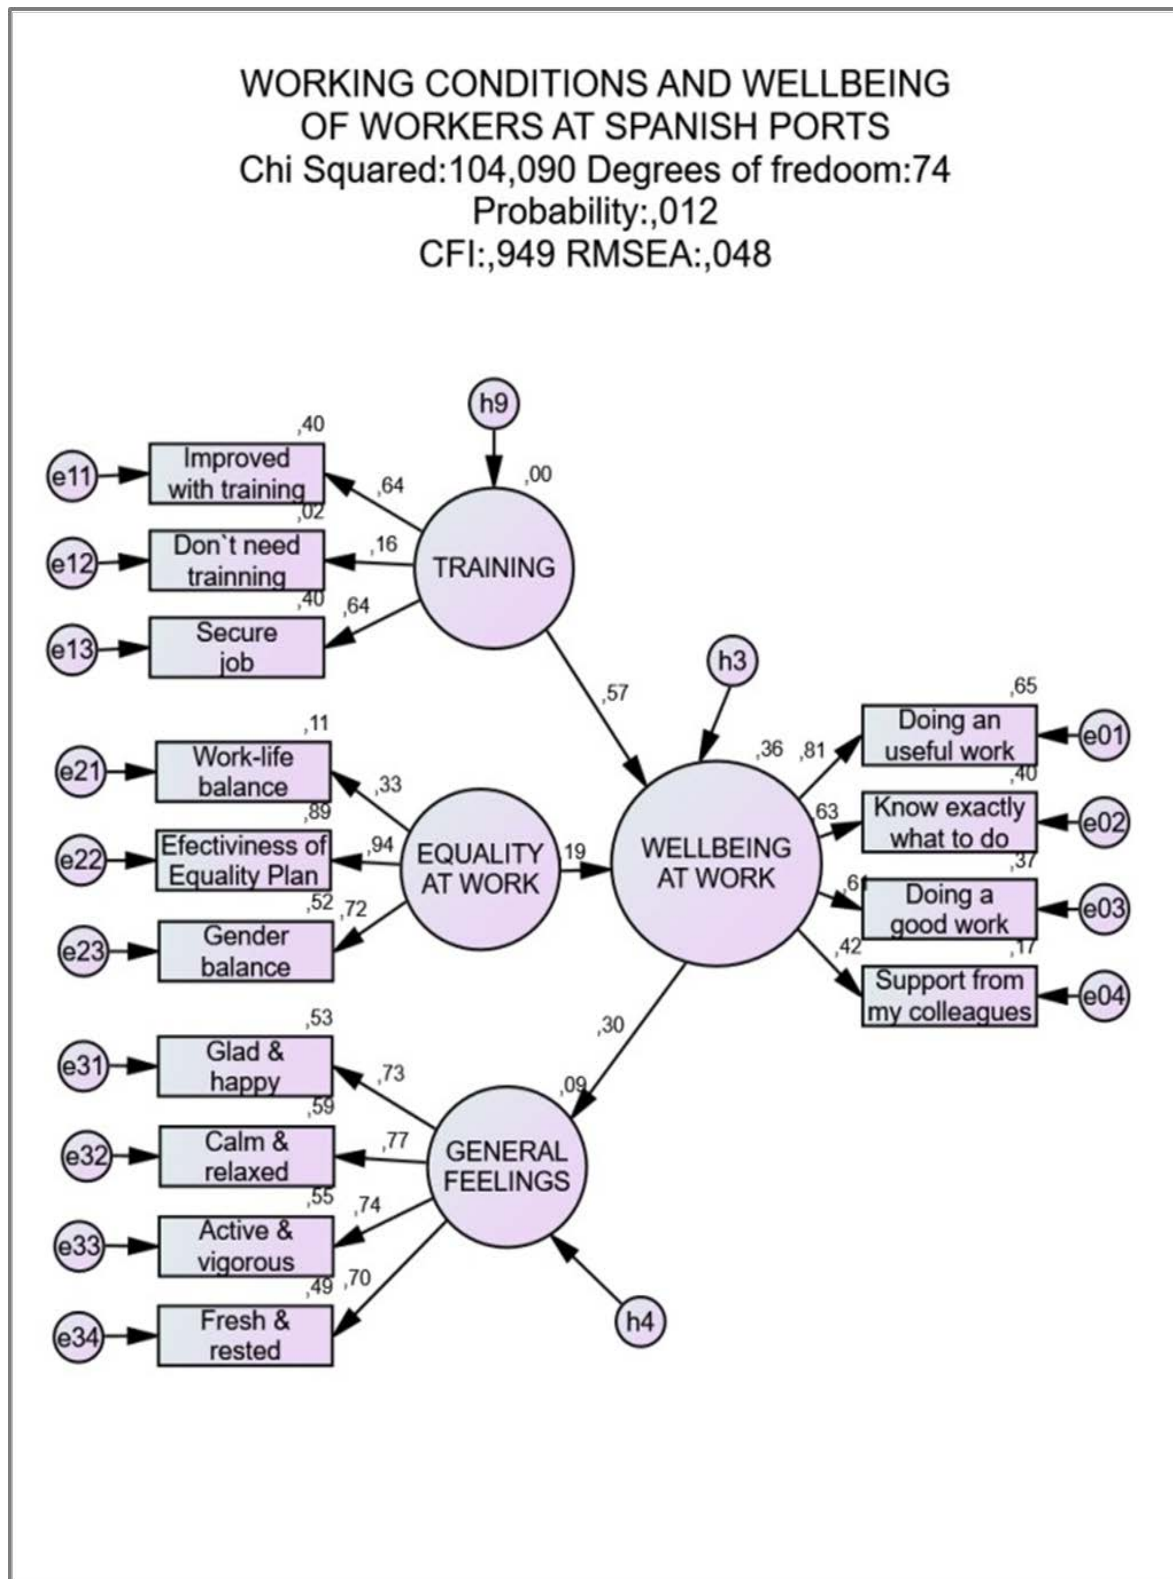 WORKING CONDITIONS AND WELLBEING
OF WORKERS AT SPANISH PORTS
Chi Squared:104,090 Degrees of fredoom:74
Probability:,012
CFI:,949 RMSEA:,048
h9
,00
TRAINING
e11
,40
Improved
with training
,64
e12
,02
Don`t need
trainning
,16
e13
,40
Secure
job
,64
,57
h3
,36
WELLBEING
AT WORK
e21
,11
Work-life
balance
,33
e22
,89
Efectiviness of
Equality Plan
,94
e23
,52
Gender
balance
,72
EQUALITY
AT WORK
19
,81
,65
Doing an
useful work
e01
,63
,40
Know exactly
what to do
e02
,61
,37
Doing a
good work
e03
,42
,17
Support from
my colleagues
e04
,30
,09
GENERAL
FEELINGS
e31
,53
Glad &
happy
,73
e32
,59
Calm &
relaxed
,77
e33
,55
Active &
vigorous
,74
e34
,49
Fresh &
rested
,70
h4